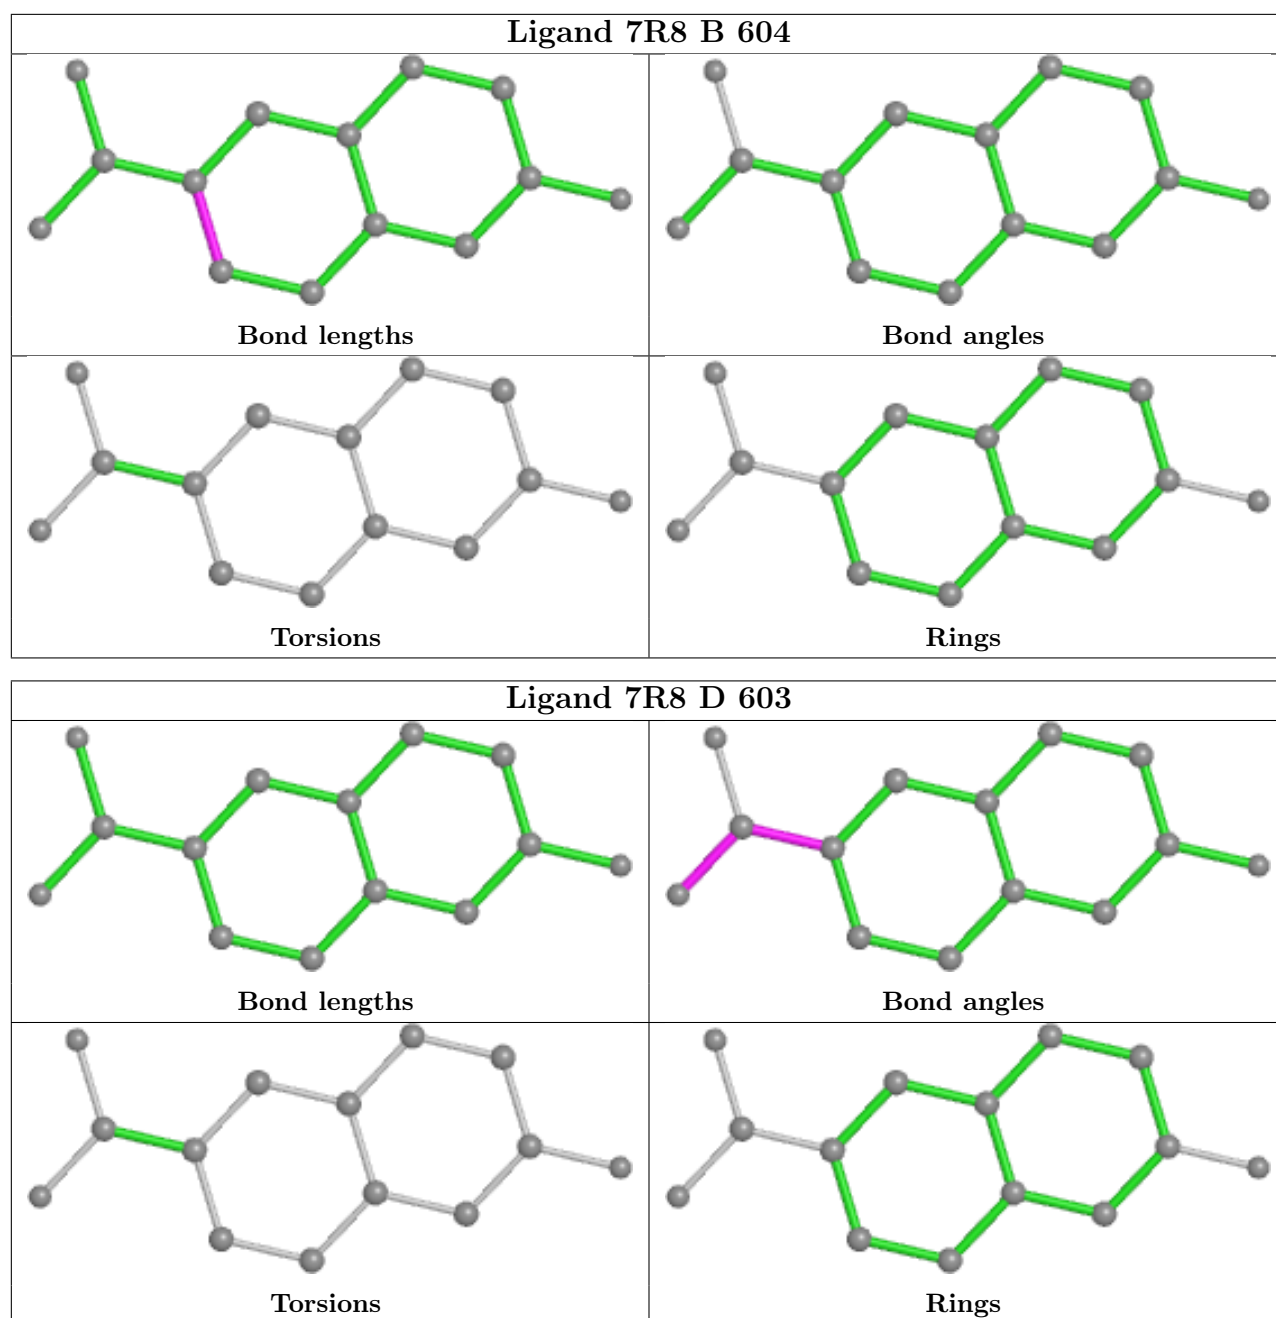 Ligand 7R8 B 604
Bond lengths
Bond angles
Torsions
Rings
Ligand 7R8 D 603
Bond lengths
Bond angles
Torsions
Rings